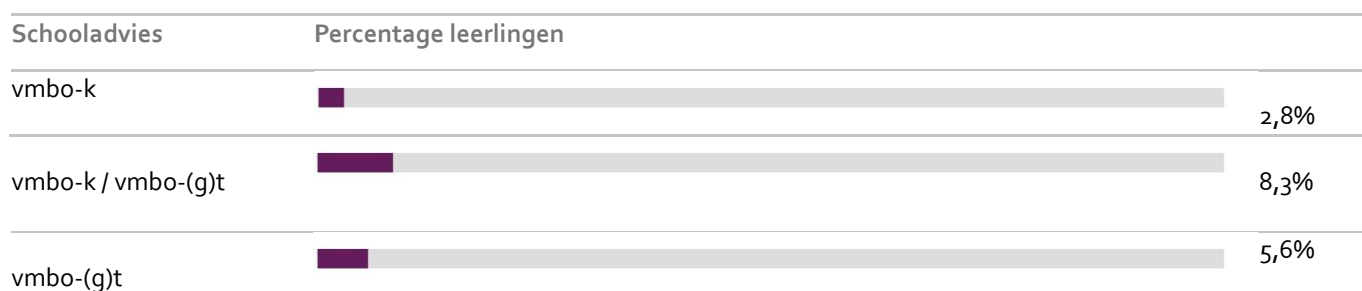 Schooladvies Percentage leerlingen
vmbo-k
2,8%
vmbo-k / vmbo-(g)t 8,3%
5,6%
vmbo-(g)t